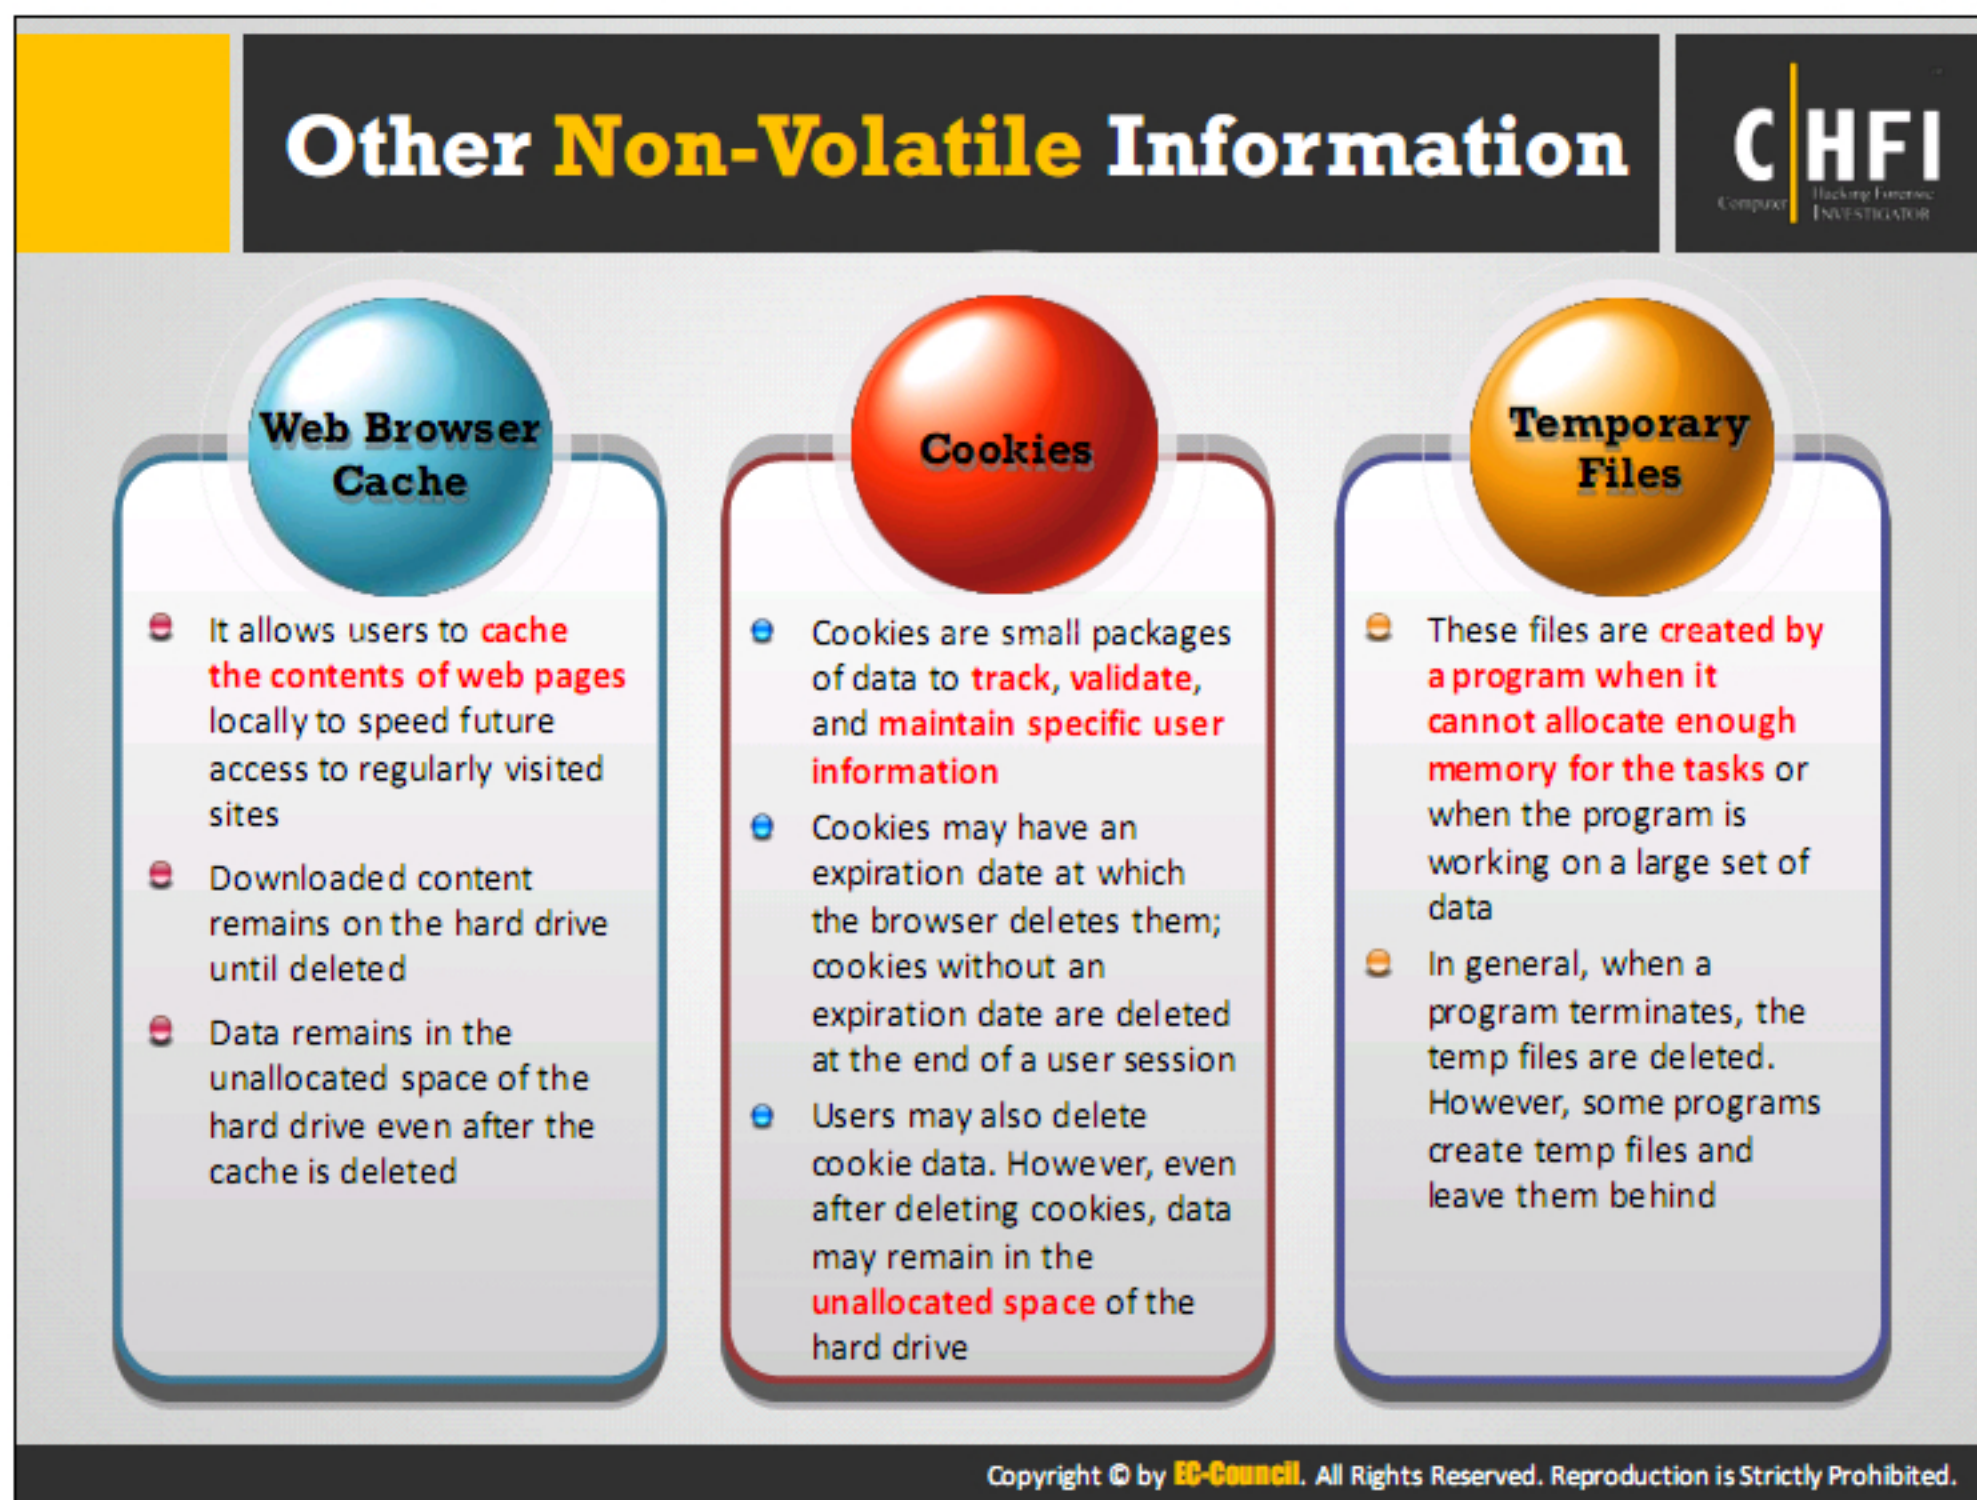 Other Non-Volatile Information
C HFI
Computer
Hacking Forensic
INVESTIGATOR
Web Browser
Cache
It allows users to cache
the contents of web pages
locally to speed future
access to regularly visited
sites
Downloaded content
remains on the hard drive
until deleted
Data remains in the
unallocated space of the
hard drive even after the
cache is deleted
Cookies
Cookies are small packages
of data to track, validate,
and maintain specific user
information
Cookies may have an
expiration date at which
the browser deletes them;
cookies without an
expiration date are deleted
at the end of a user session
Users may also delete
cookie data. However, even
after deleting cookies, data
may remain in the
unallocated space of the
hard drive
Temporary
Files
These files are created by
a program when it
cannot allocate enough
memory for the tasks or
when the program is
working on a large set of
data
In general, when a
program terminates, the
temp files are deleted.
However, some programs
create temp files and
leave them behind
Copyright © by EC-Council. All Rights Reserved. Reproduction is Strictly Prohibited.